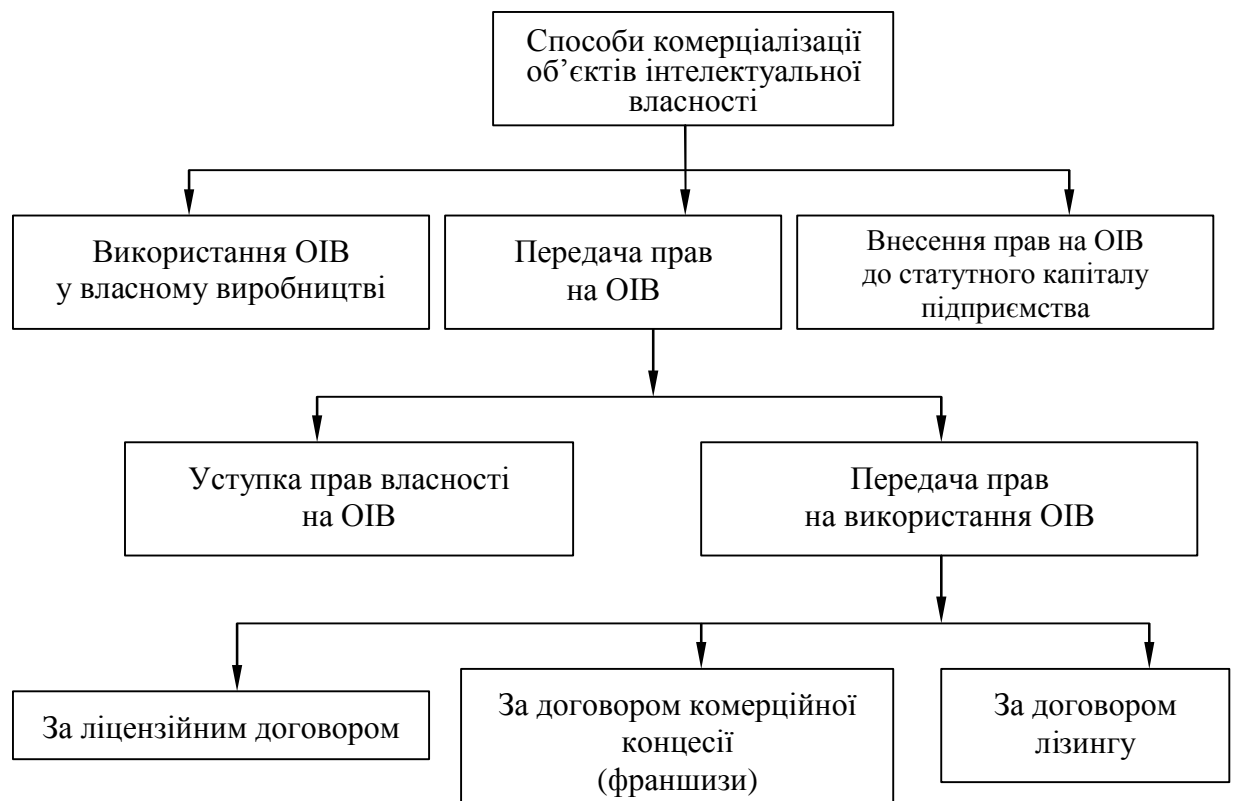 Способи комерціалізації
об’єктів інтелектуальної
власності
Використання ОІВ
у власному виробництві
Передача прав
на ОІВ
Внесення прав на ОІВ
до статутного капіталу
підприємства
Уступка прав власності
на ОІВ
Передача прав
на використання ОІВ
За ліцензійним договором
За договором комерційної
концесії
(франшизи)
За договором
лізингу